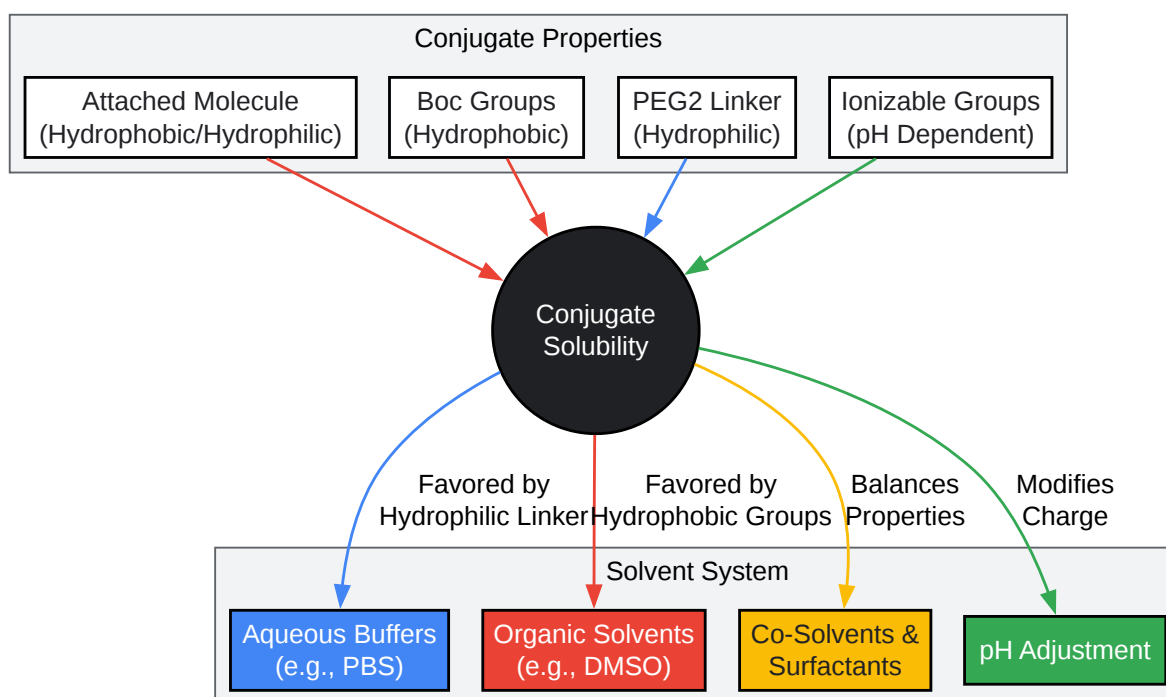 Conjugate Properties
Attached Molecule
(Hydrophobic/Hydrophilic)
Boc Groups
(Hydrophobic)
PEG2 Linker
(Hydrophilic)
Ionizable Groups
(pH Dependent)
Conjugate
Solubility
Favored by
Hydrophilic Linker
Favored by
Hydrophobic Groups
Balances
Properties
Modifies
Charge
Solvent System
Aqueous Buffers
(e.g., PBS)
Organic Solvents
(e.g., DMSO)
Co-Solvents &
Surfactants
pH Adjustment